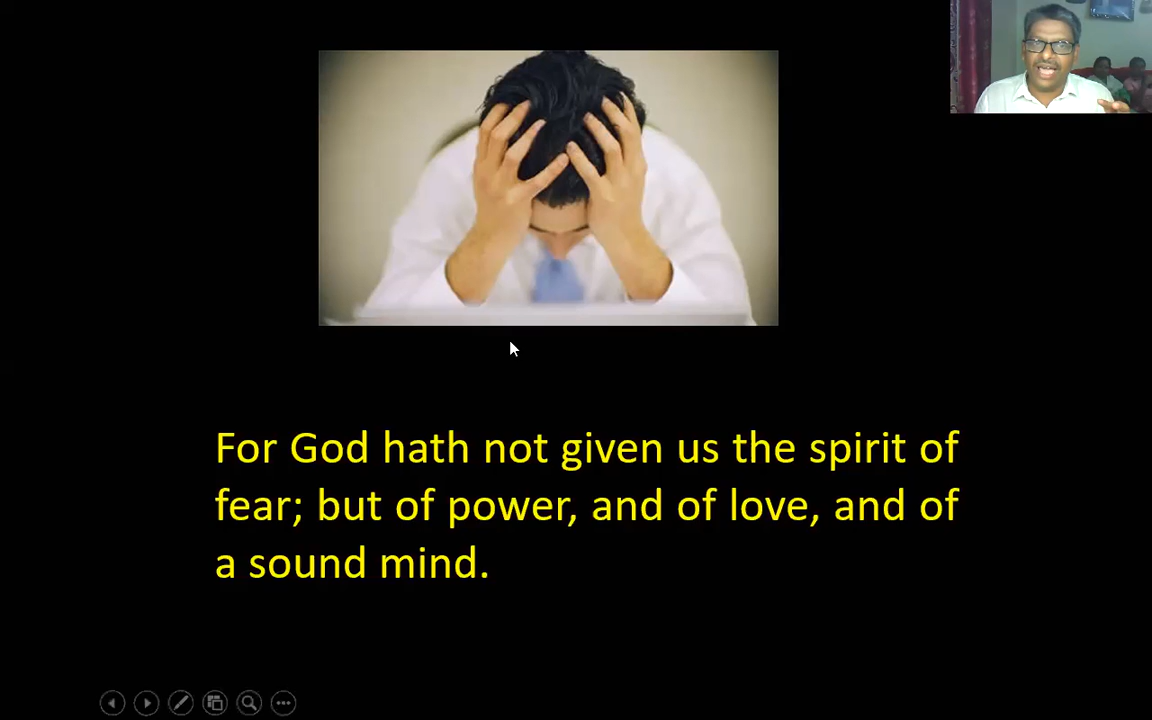 For God hath not given us the spirit of
fear; but of power, and of love, and of
a sound mind.